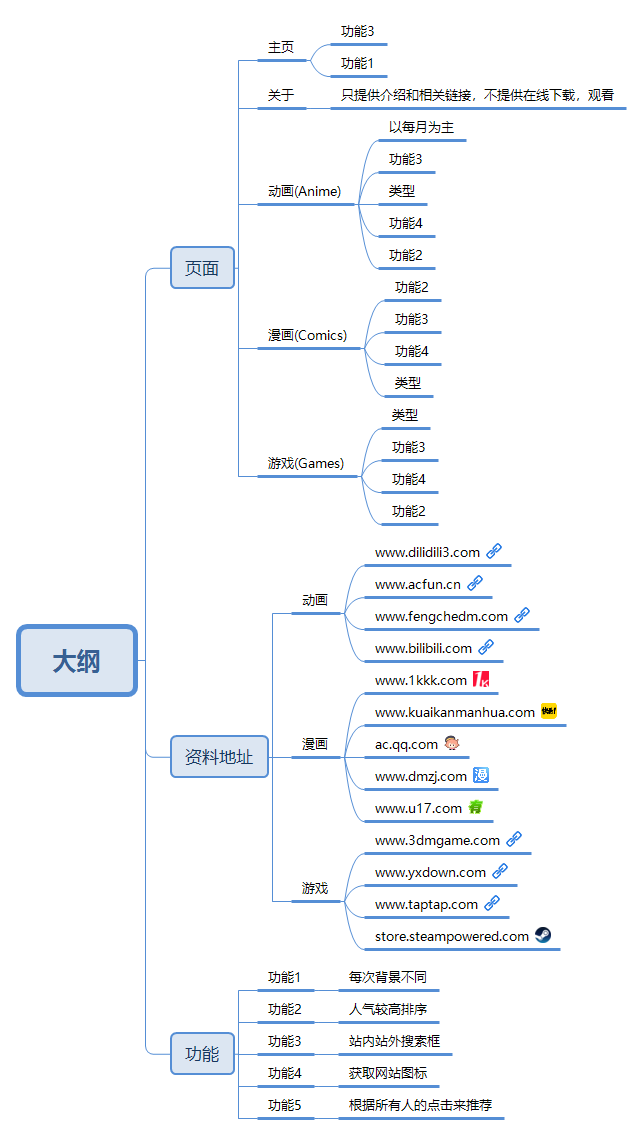 大纲
页面
主页
功能3
功能1
关于
只提供介绍和相关链接，不提供在线下载，观看
动画(Anime)
以每月为主
功能3
类型
功能4
功能2
漫画(Comics)
功能2
功能3
功能4
类型
游戏(Games)
类型
功能3
功能4
功能2
资料地址
动画
www.dilidili3.com
www.acfun.cn
www.fengchedm.com
www.bilibili.com
漫画
www.1kkk.com
www.kuaikanmanhua.com
ac.qq.com
www.dmzj.com
漫
www.u17.com
游戏
www.3dmgame.com
www.yxdown.com
www.taptap.com
store.steampowered.com
功能
功能1
每次背景不同
功能2
人气较高排序
功能3
站内站外搜索框
功能4
获取网站图标
功能5
根据所有人的点击来推荐